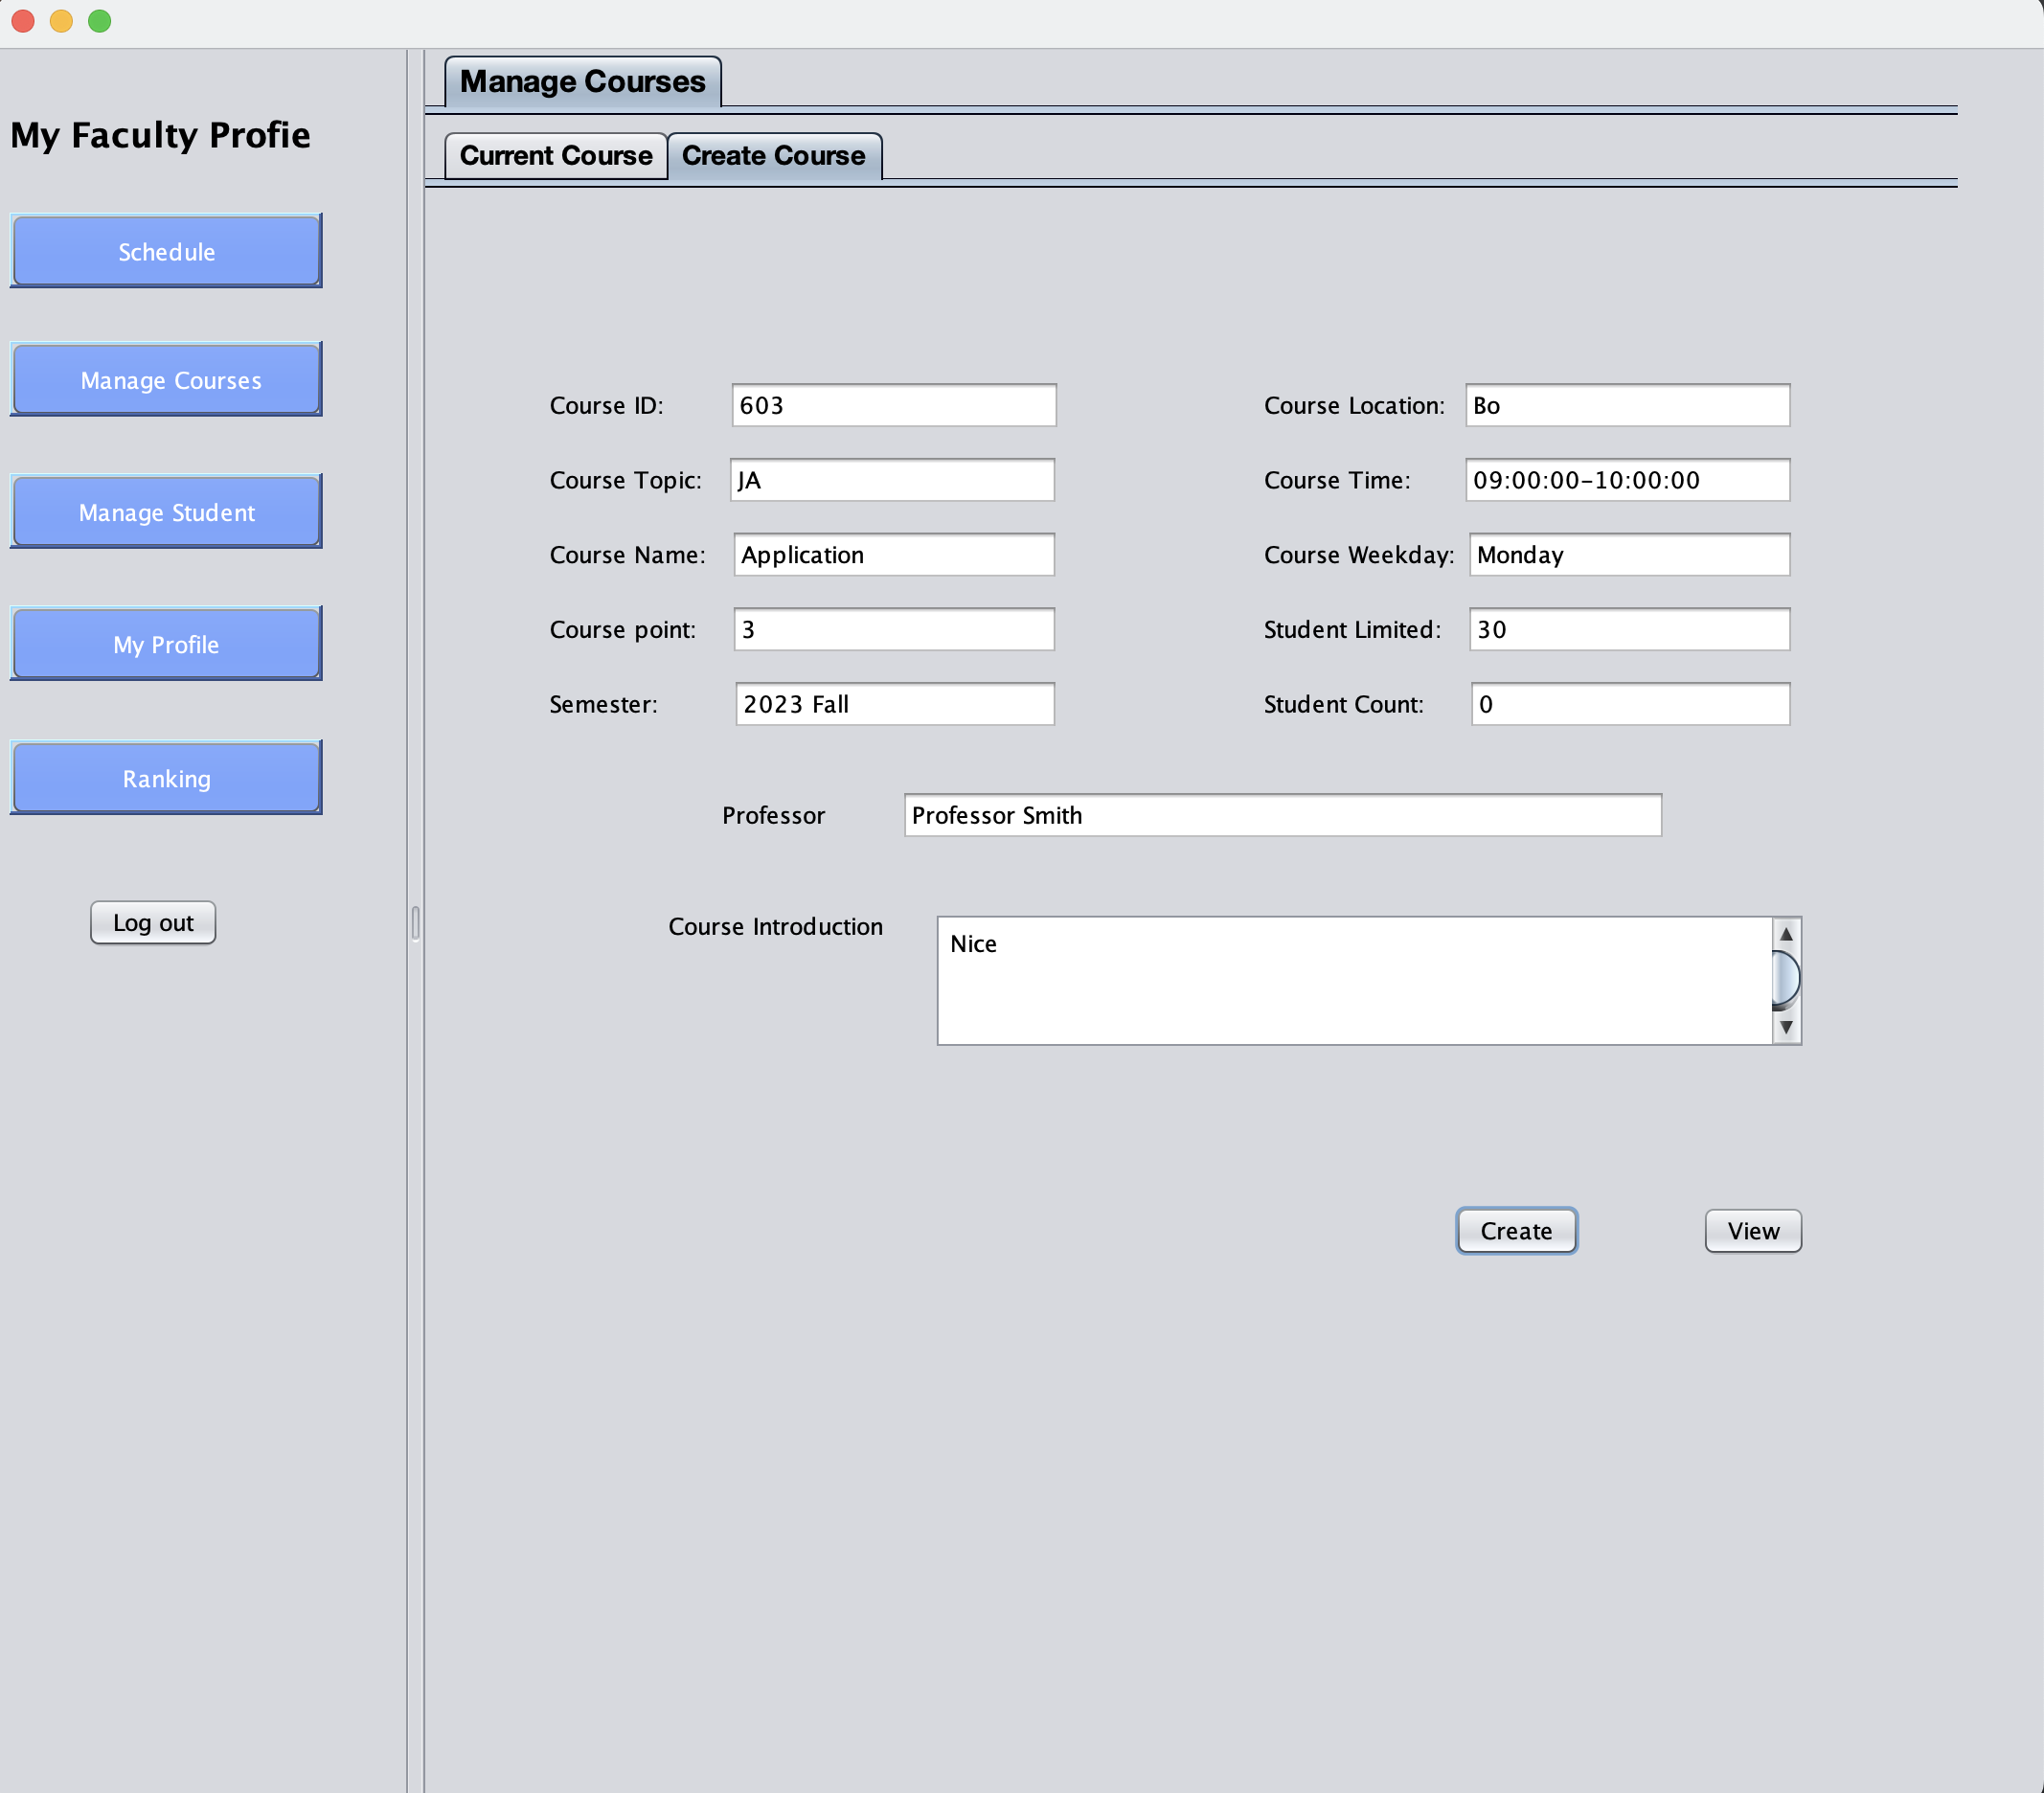 My Faculty Profie
Schedule
Manage Courses
Manage Student
My Profile
Ranking
Log out
Manage Courses
Current Course
Create Course
Course ID: 603
Course Location: Bo
Course Topic: JA
Course Time: 09:00:00-10:00:00
Course Name: Application
Course Weekday: Monday
Course point: 3
Student Limited: 30
Semester: 2023 Fall
Student Count: 0
Professor Professor Smith
Course Introduction Nice
Create
View